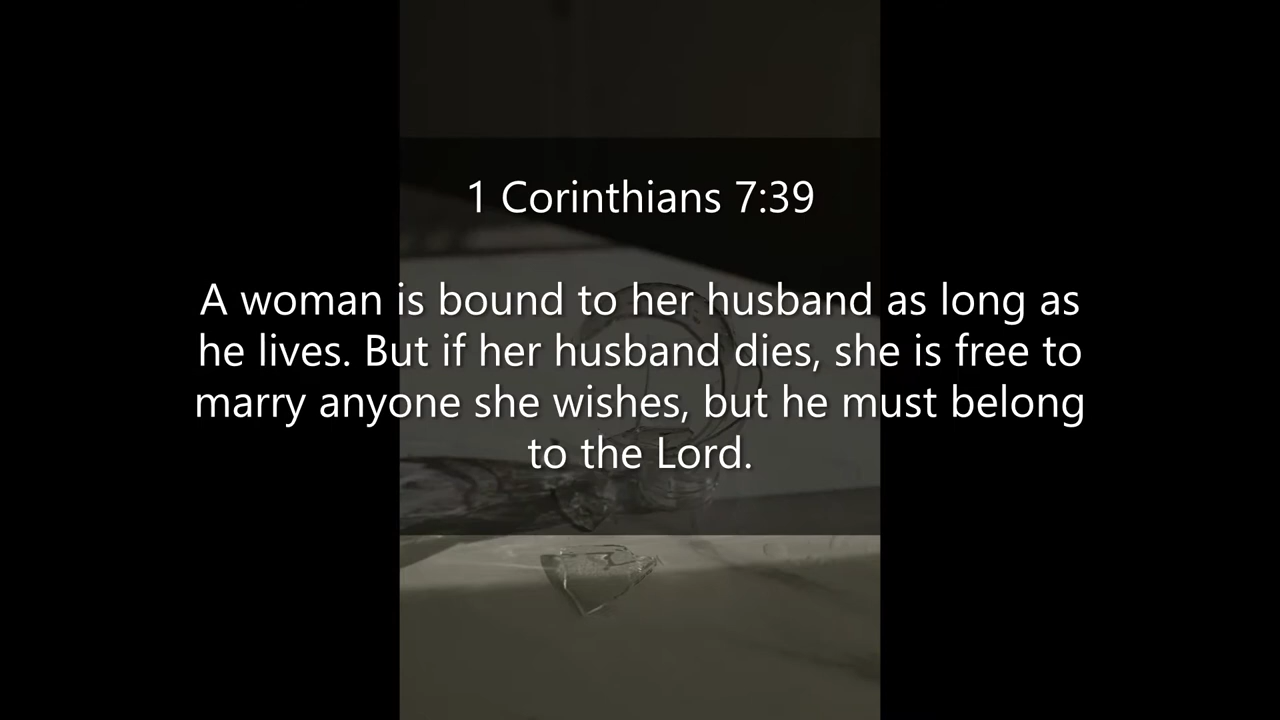 1 Corinthians 7:39
A woman is bound to her husband as long as
he lives. But if her husband dies, she is free to
marry anyone she wishes, but he must belong
to the Lord.